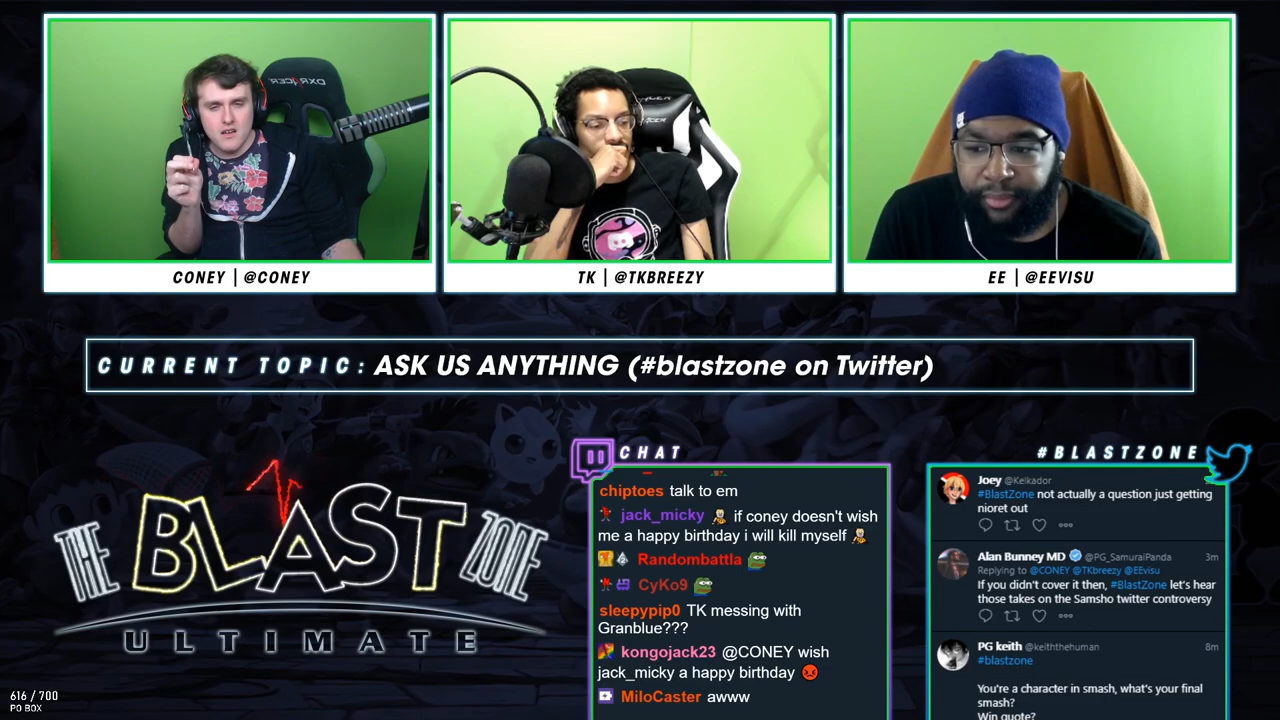 DXRACER
CONEY | @CONEY
TK | @TKBREEZY
EE | @EEVISU
CURRENT TOPIC: ASK US ANYTHING (#blastzone on Twitter)
THE BLAST ZONE
ULTIMATE
616 / 700
PO BOX
CHAT
chiptoes talk to em
jack_micky if coney doesn't wish
me a happy birthday i will kill myself
Randombattla
CyKo9
sleepypip0 TK messing with
Granblue???
kongojack23 @CONEY wish
jack_micky a happy birthday
MiloCaster awww
#BLASTZONE
Joey @Kelkador
#BlastZone not actually a question just getting
nioret out
Alan Bunney MD @PG_SamuraiPanda 3m
Replying to @CONEY @TKbreezy @EEvisu
If you didn't cover it then, #BlastZone let's hear
those takes on the Samsho twitter controversy
PG keith @keiththehuman 8m
#blastzone
You're a character in smash, what's your final
smash?
Win quote?